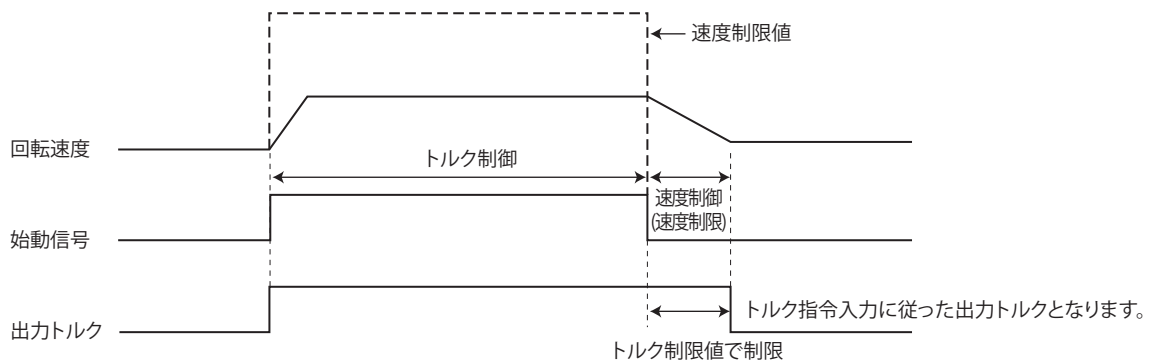 速度制限値
回転速度
トルク制御
速度制御
(速度制限)
始動信号
トルク指令入力に従った出力トルクとなります。
出力トルク
トルク制限値で制限